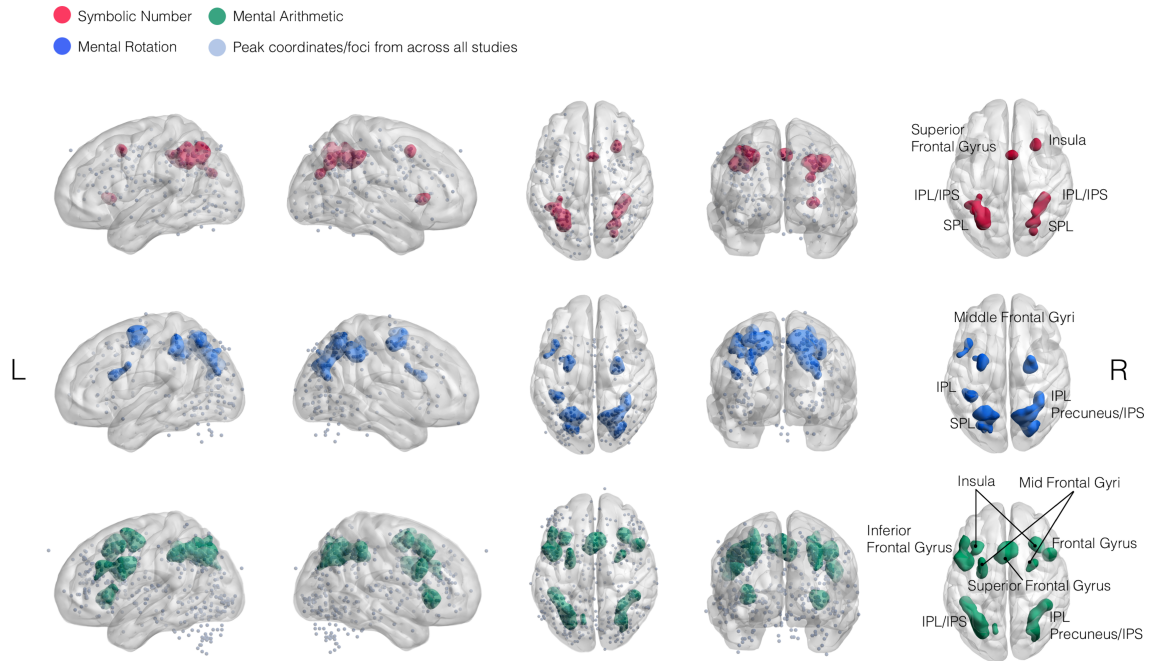 Symbolic Number
Mental Arithmetic
Mental Rotation
Peak coordinates/foci from across all studies
Superior
Frontal Gyrus
Insula
IPL/IPS
IPL/IPS
SPL
SPL
L
R
Middle Frontal Gyri
IPL
IPL
Precuneus/IPS
SPL
Insula
Mid Frontal Gyri
Inferior
Frontal Gyrus
Frontal Gyrus
Superior Frontal Gyrus
IPL/IPS
IPL
Precuneus/IPS